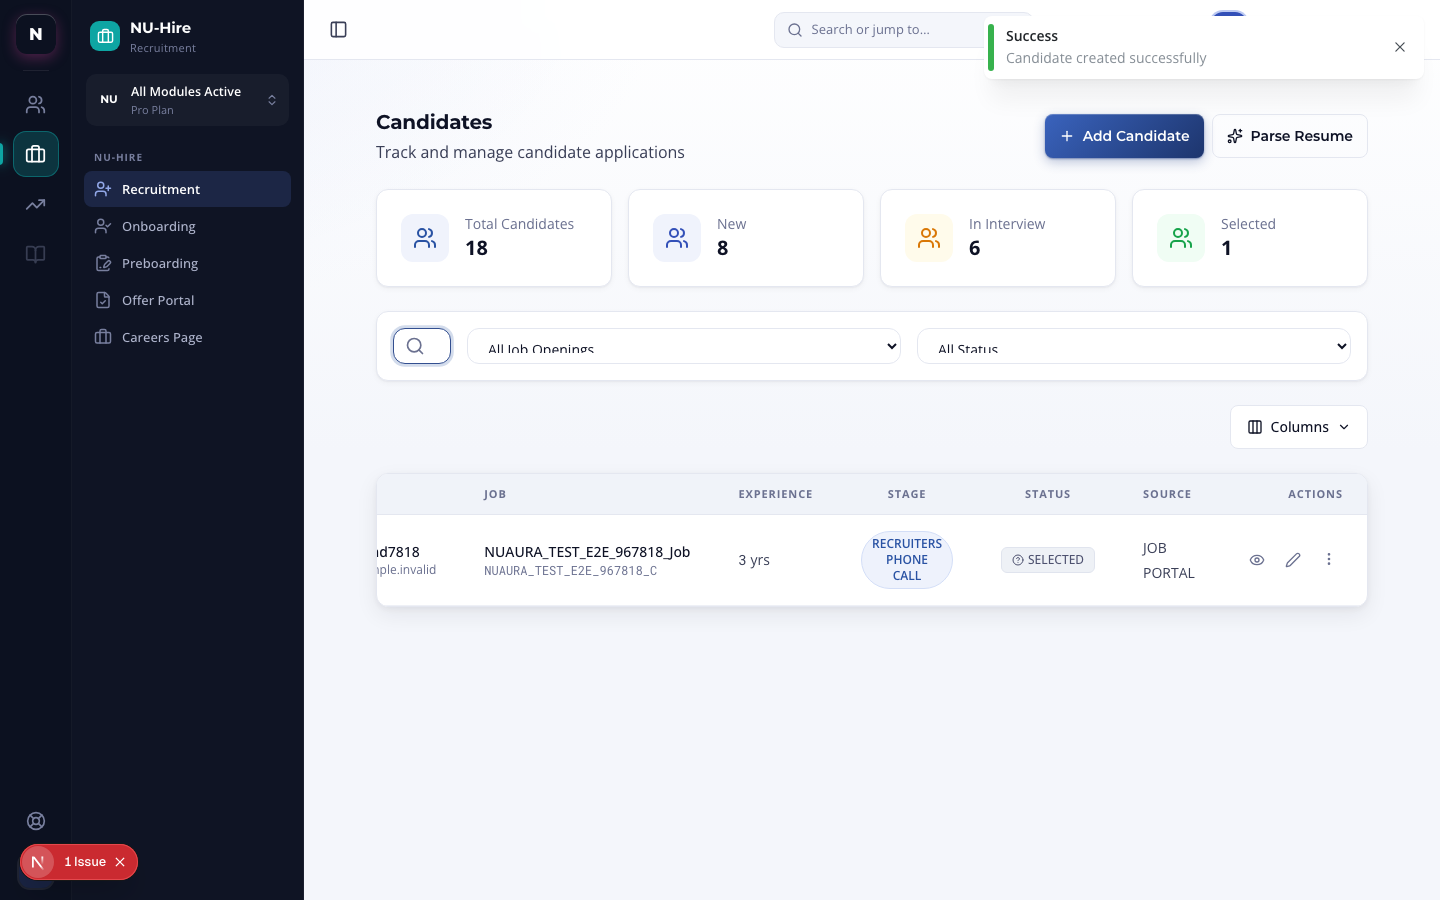 N
NU-Hire
Recruitment
NU
All Modules Active
Pro Plan
NU-HIRE
Recruitment
Onboarding
Preboarding
Offer Portal
Careers Page
1 Issue
Search or jump to...
Success
Candidate created successfully
Candidates
Track and manage candidate applications
Add Candidate
Parse Resume
Total Candidates
18
New
8
In Interview
6
Selected
1
All Job Openings
All Status
Columns
JOB
EXPERIENCE
STAGE
STATUS
SOURCE
ACTIONS
d7818
ple.invalid
NUAURA_TEST_E2E_967818_Job
NUAURA_TEST_E2E_967818_C
3 yrs
RECRUITERS
PHONE
CALL
SELECTED
JOB
PORTAL